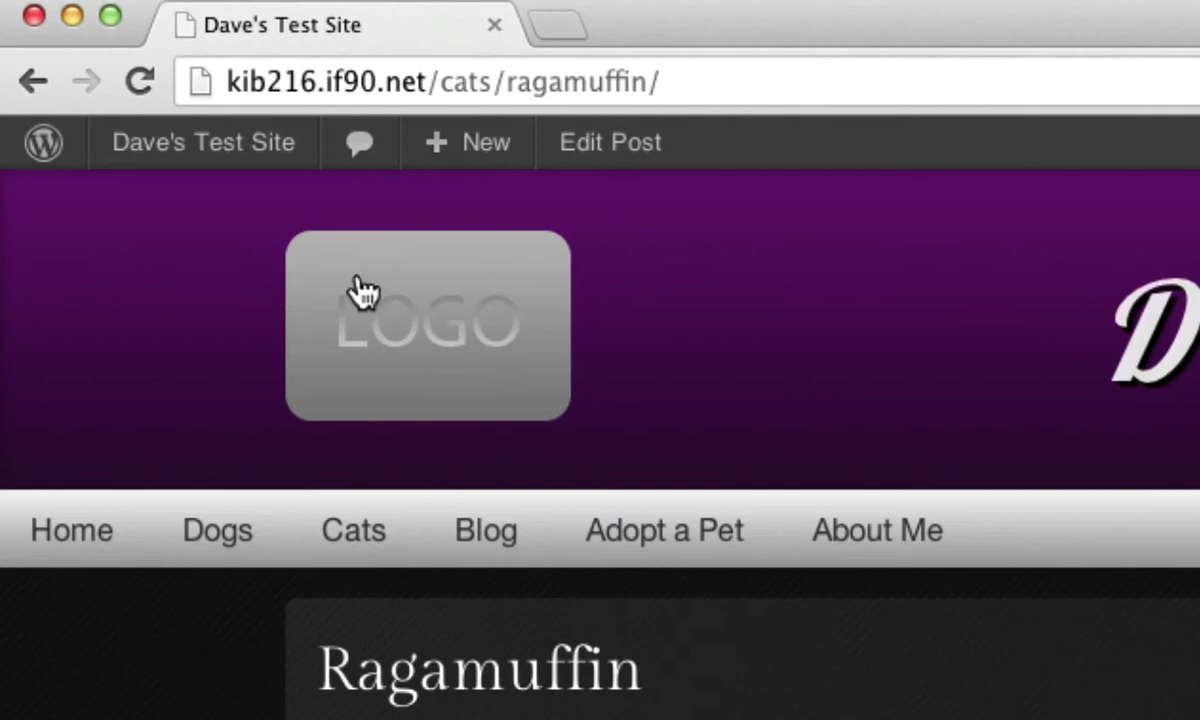 Dave's Test Site
kib216.if90.net/cats/ragamuffin/
Dave's Test Site New Edit Post
LOGO
D
Home Dogs Cats Blog Adopt a Pet About Me
Ragamuffin